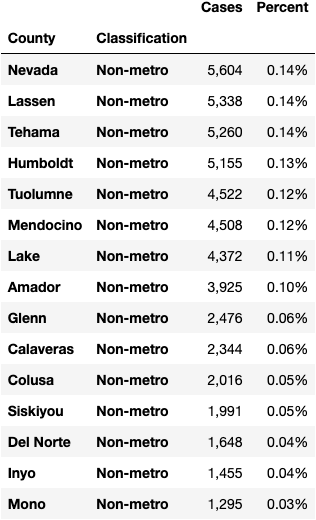 Cases Percent
County Classification
Nevada Non-metro 5,604 0.14%
Lassen Non-metro 5,338 0.14%
Tehama Non-metro 5,260 0.14%
Humboldt Non-metro 5,155 0.13%
Tuolumne Non-metro 4,522 0.12%
Mendocino Non-metro 4,508 0.12%
Lake Non-metro 4,372 0.11%
Amador Non-metro 3,925 0.10%
Glenn Non-metro 2,476 0.06%
Calaveras Non-metro 2,344 0.06%
Colusa Non-metro 2,016 0.05%
Siskiyou Non-metro 1,991 0.05%
Del Norte Non-metro 1,648 0.04%
Inyo Non-metro 1,455 0.04%
Mono Non-metro 1,295 0.03%